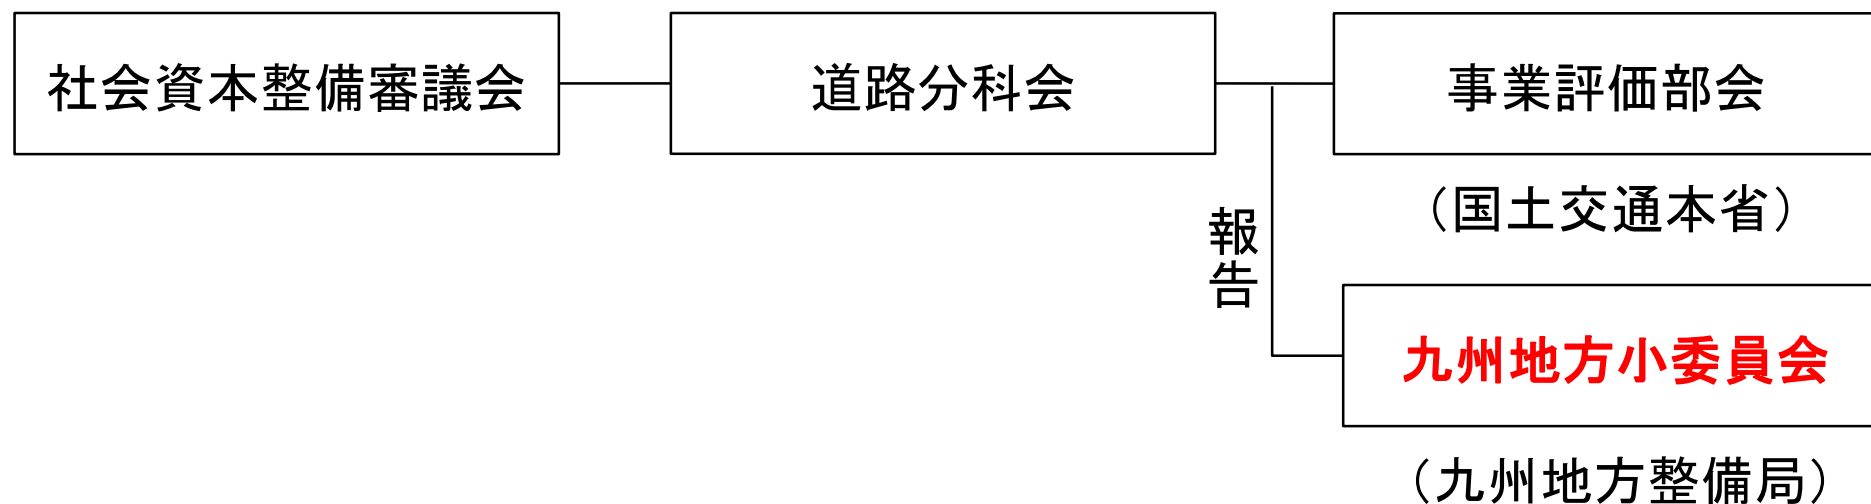 社会資本整備審議会
道路分科会
事業評価部会
（国土交通本省）
報告
九州地方小委員会
（九州地方整備局）